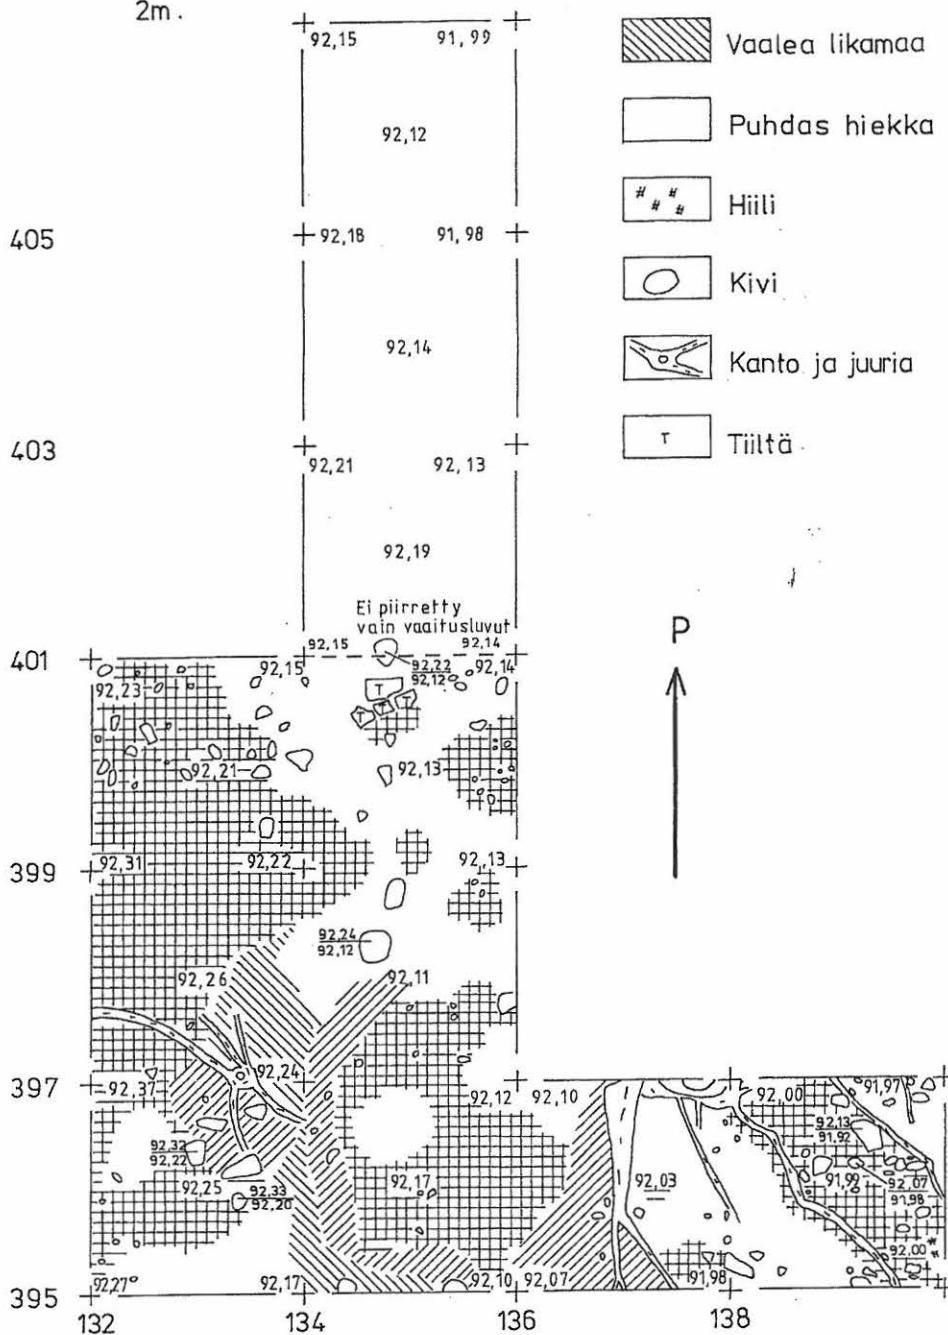 2m.
92,15 91,99
Vaalea likamaa
92,12
Puhdas hiekka
Hiili
405 92,18 91,98
Kivi
92,14
Kanto ja juuria
403
92,21 92,13
T Tiiltä
92,19
Ei piirretty
vain vaaitusluvut
P
92,15 92,14
401
92,15 92,22 92,14
92,12
92,23 T T
T T
92,21 92,13
399 92,31 92,22 92,13
92,24
92,12
92,26 92,11
92,24
397 92,37 92,12 92,10 92,00 91,97
92,13
91,92
92,32
92,22
92,25 92,33 92,17 92,03 91,99 92,07
92,20 91,98
92,00
92,27 92,17 92,10 92,07 91,98
395
132 134 136 138